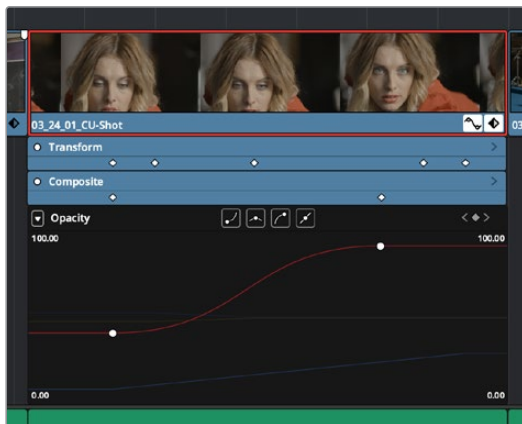 03_24_01_CU-Shot
03
Transform
Composite
Opacity
100.00
100.00
0.00
0.00